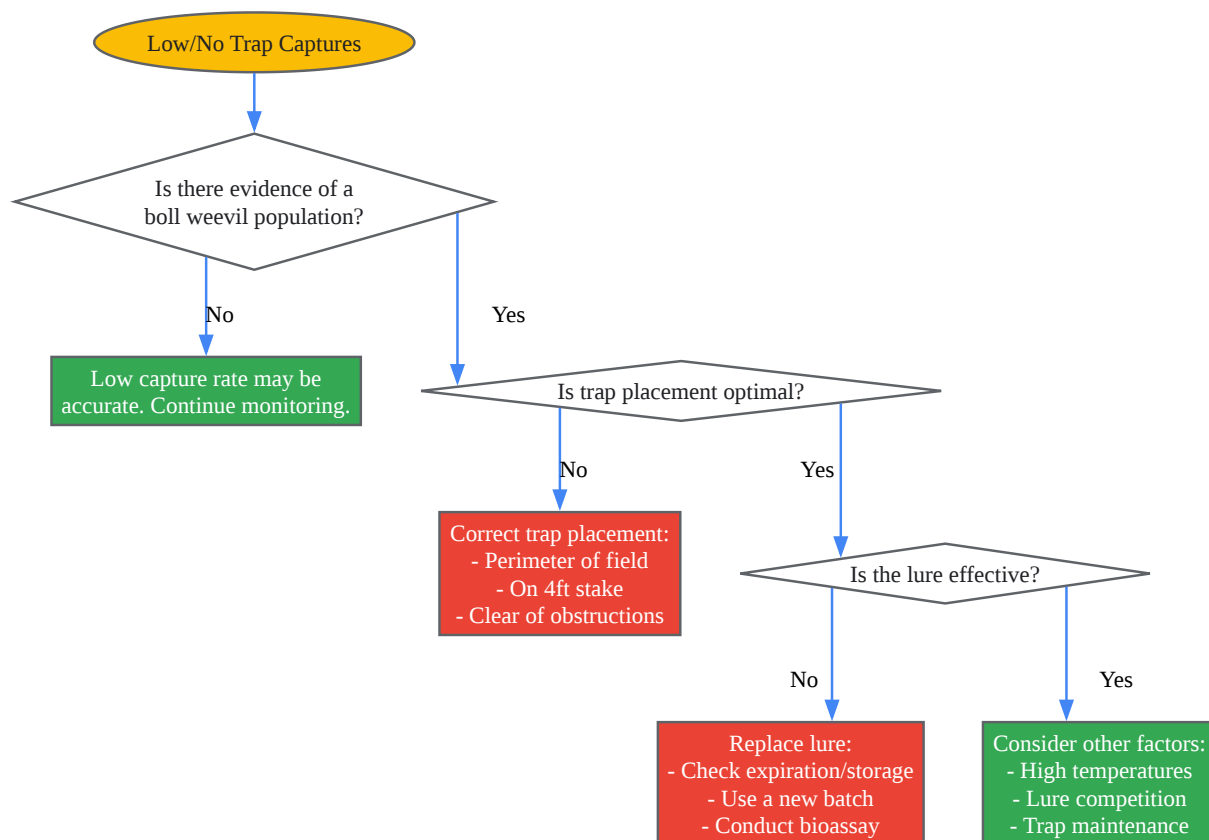 Low/No Trap Captures
Is there evidence of a
boll weevil population?
No
Yes
Low capture rate may be
accurate. Continue monitoring.
Is trap placement optimal?
No
Yes
Correct trap placement:
- Perimeter of field
- On 4ft stake
- Clear of obstructions
Is the lure effective?
No
Yes
Replace lure:
- Check expiration/storage
- Use a new batch
- Conduct bioassay
Consider other factors:
- High temperatures
- Lure competition
- Trap maintenance